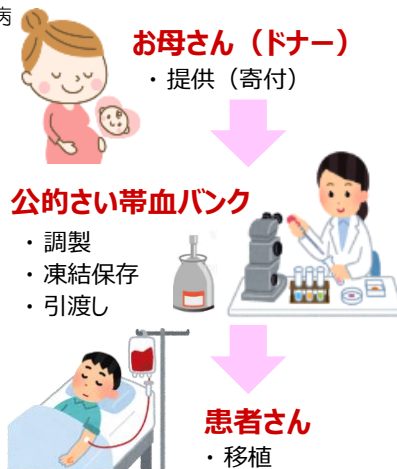 病
お母さん（ドナー）
・提供（寄付）
公的さい帯血バンク
・調製
・凍結保存
・引渡し
患者さん
・移植